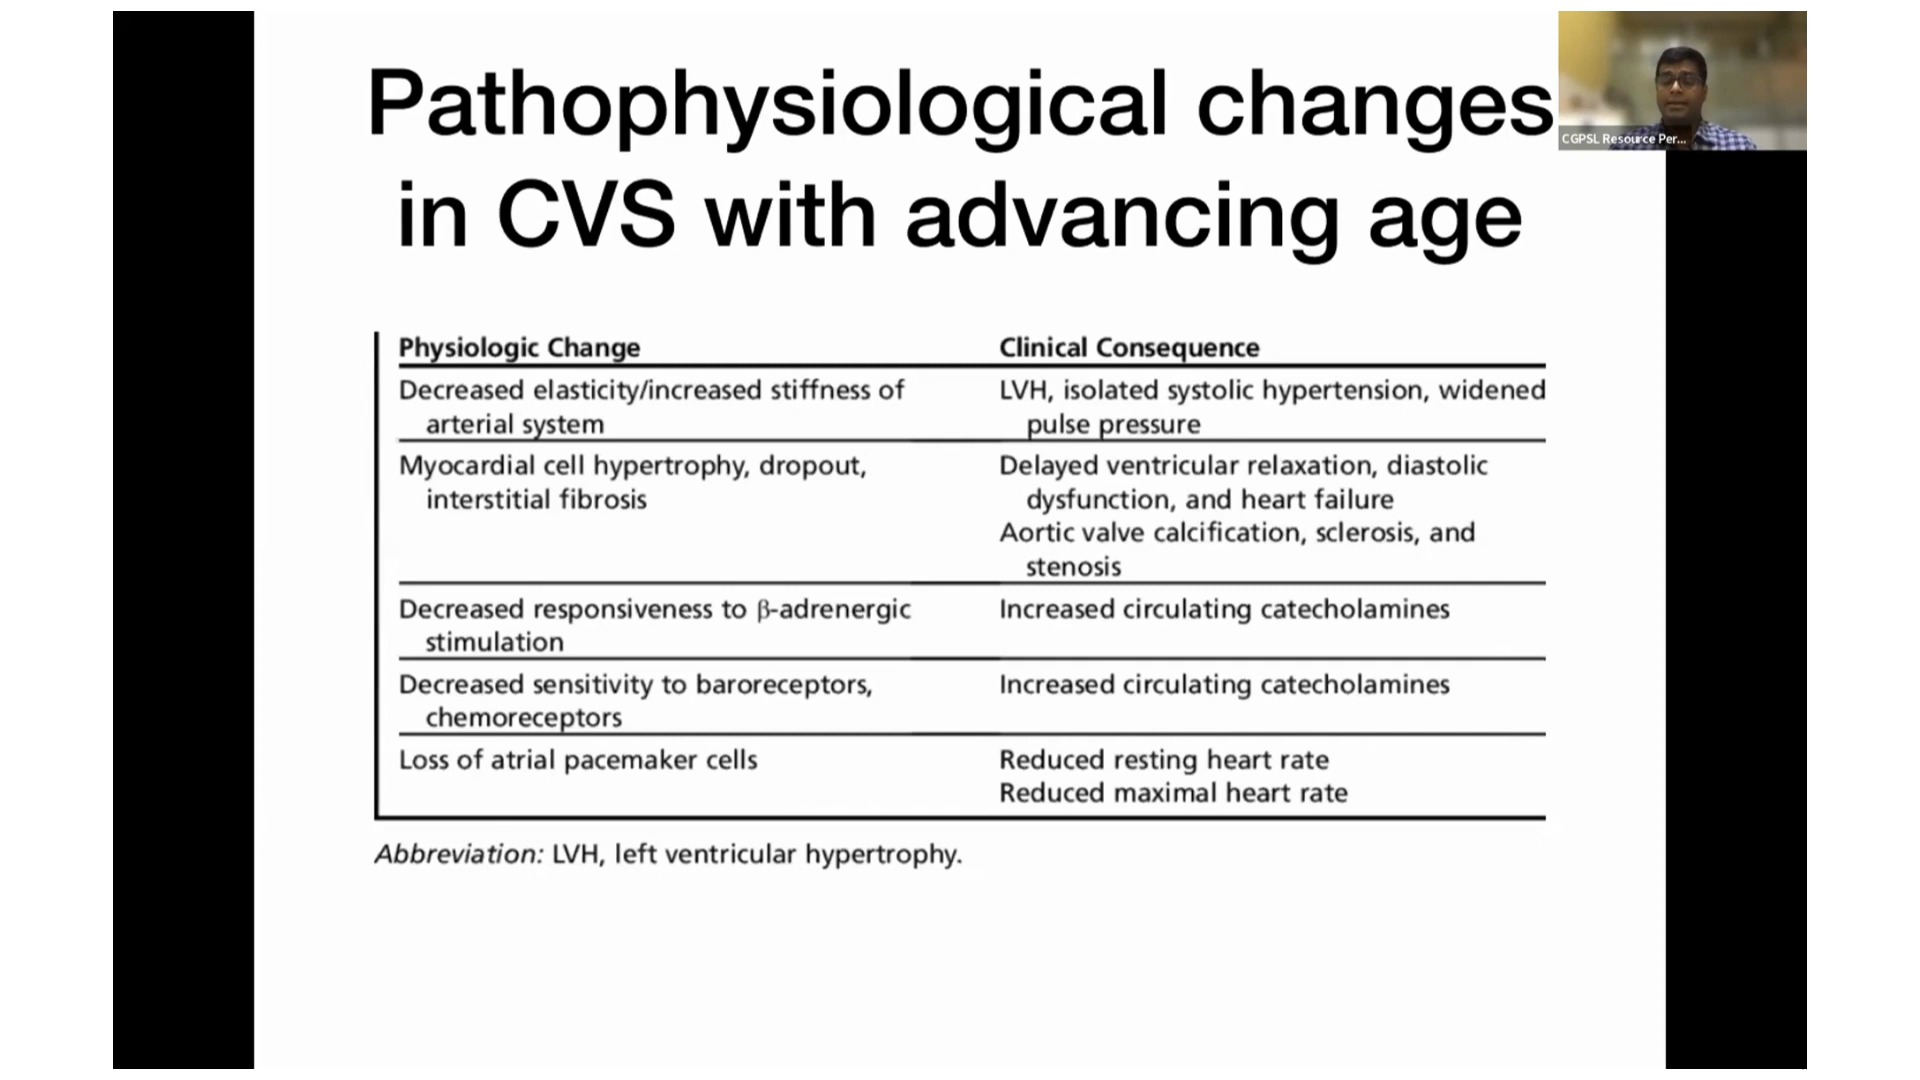 Pathophysiological changes
in CVS with advancing age
CGPSL Resource Per...
Physiologic Change
Clinical Consequence
Decreased elasticity/increased stiffness of
arterial system
LVH, isolated systolic hypertension, widened
pulse pressure
Myocardial cell hypertrophy, dropout,
interstitial fibrosis
Delayed ventricular relaxation, diastolic
dysfunction, and heart failure
Aortic valve calcification, sclerosis, and
stenosis
Decreased responsiveness to β-adrenergic
stimulation
Increased circulating catecholamines
Decreased sensitivity to baroreceptors,
chemoreceptors
Increased circulating catecholamines
Loss of atrial pacemaker cells
Reduced resting heart rate
Reduced maximal heart rate
Abbreviation: LVH, left ventricular hypertrophy.